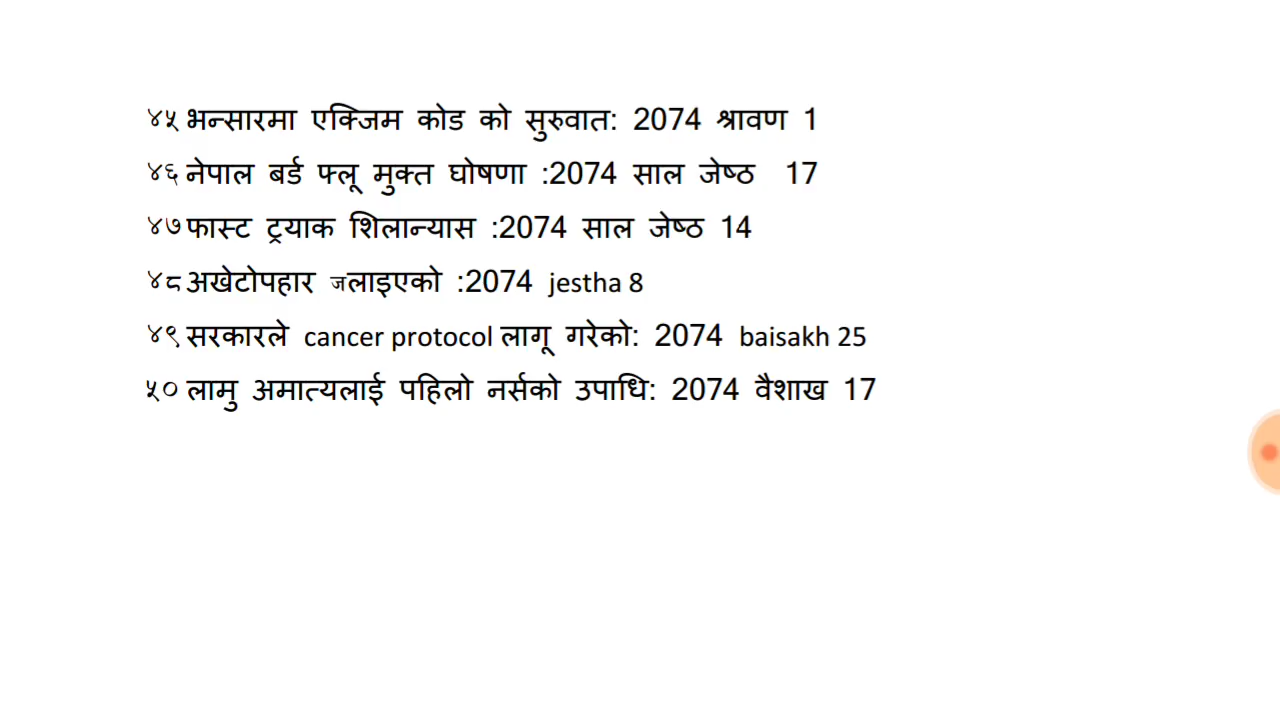 ४५ भन्सारमा एक्जिम कोड को सुरुवात: 2074 श्रावण 1
४६ नेपाल बर्ड फ्लू मुक्त घोषणा :2074 साल जेष्ठ 17
४७ फास्ट ट्रयाक शिलान्यास :2074 साल जेष्ठ 14
४८ अखेटोपहार जलाइएको :2074 jestha 8
४९ सरकारले cancer protocol लागू गरेको: 2074 baisakh 25
५० लामु अमात्यलाई पहिलो नर्सको उपाधि: 2074 वैशाख 17